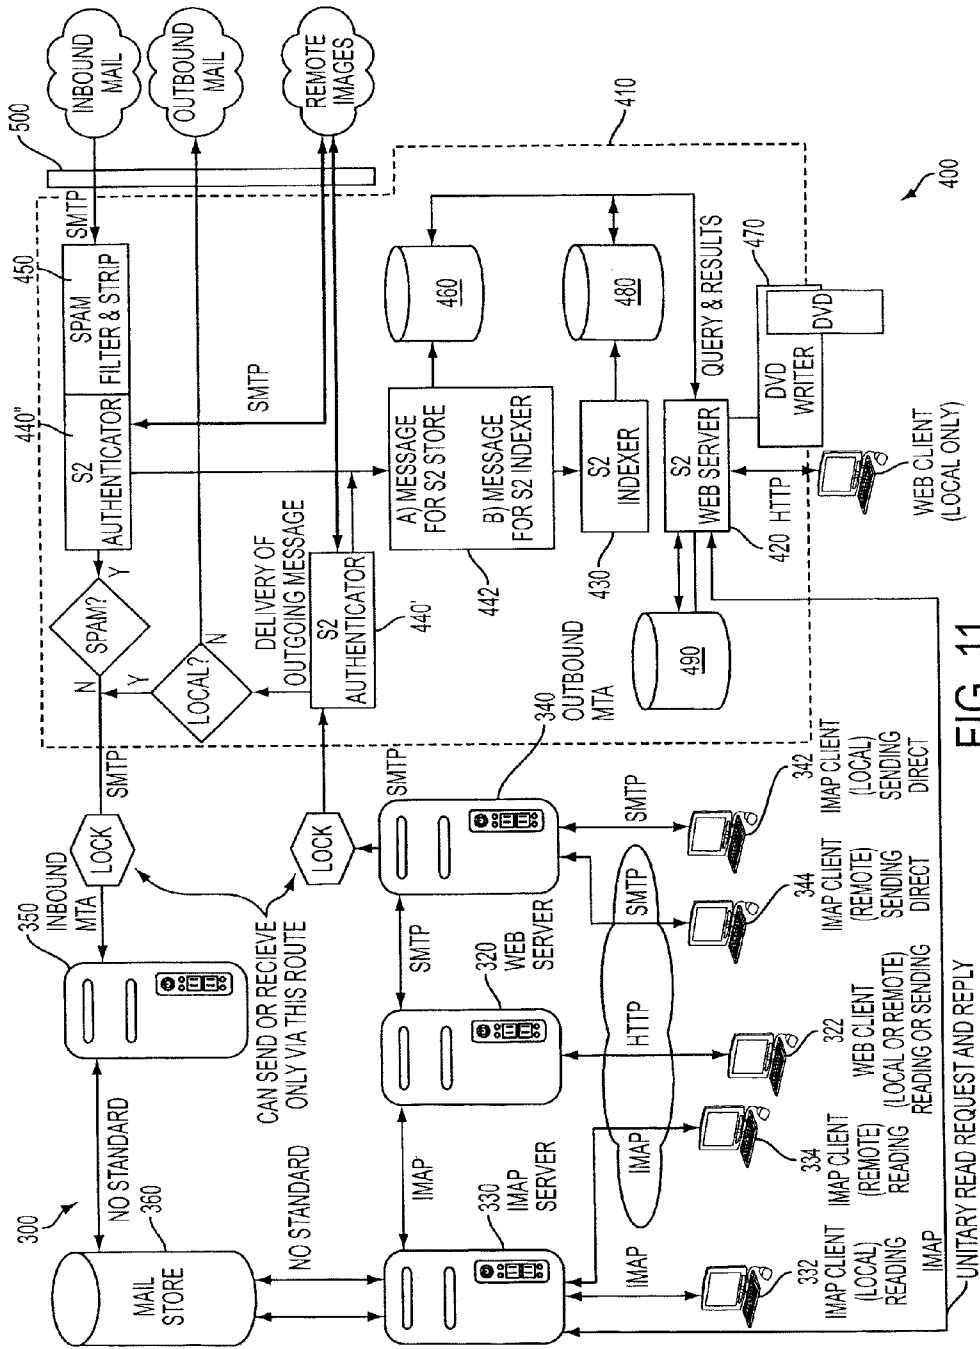 500
INBOUND
MAIL
OUTBOUND
MAIL
REMOTE
IMAGES
410
400
SMTP
450
SPAM
FILTER & STRIP
440"
S2
AUTHENTICATOR
SMTP
SPAM?
Y
N
LOCAL?
Y
N
DELIVERY OF
OUTGOING MESSAGE
S2
AUTHENTICATOR
440'
A) MESSAGE
FOR S2 STORE
B) MESSAGE
FOR S2 INDEXER
442
460
S2
INDEXER
430
480
QUERY & RESULTS
S2
WEB SERVER
420
HTTP
490
470
DVD
WRITER
DVD
WEB CLIENT
(LOCAL ONLY)
SMTP
LOCK
LOCK
350
INBOUND
MTA
CAN SEND OR RECIEVE
ONLY VIA THIS ROUTE
300
NO STANDARD
360
MAIL
STORE
NO STANDARD
SMTP
340
OUTBOUND
MTA
SMTP
320
WEB
SERVER
IMAP
330
IMAP
SERVER
SMTP
SMTP
HTTP
IMAP
IMAP
342
IMAP CLIENT
(LOCAL)
SENDING
DIRECT
344
IMAP CLIENT
(REMOTE)
SENDING
DIRECT
322
WEB CLIENT
(LOCAL OR REMOTE)
READING OR SENDING
334
IMAP CLIENT
(REMOTE)
READING
332
IMAP CLIENT
(LOCAL)
READING
IMAP
UNITARY READ REQUEST AND REPLY
FIG. 11